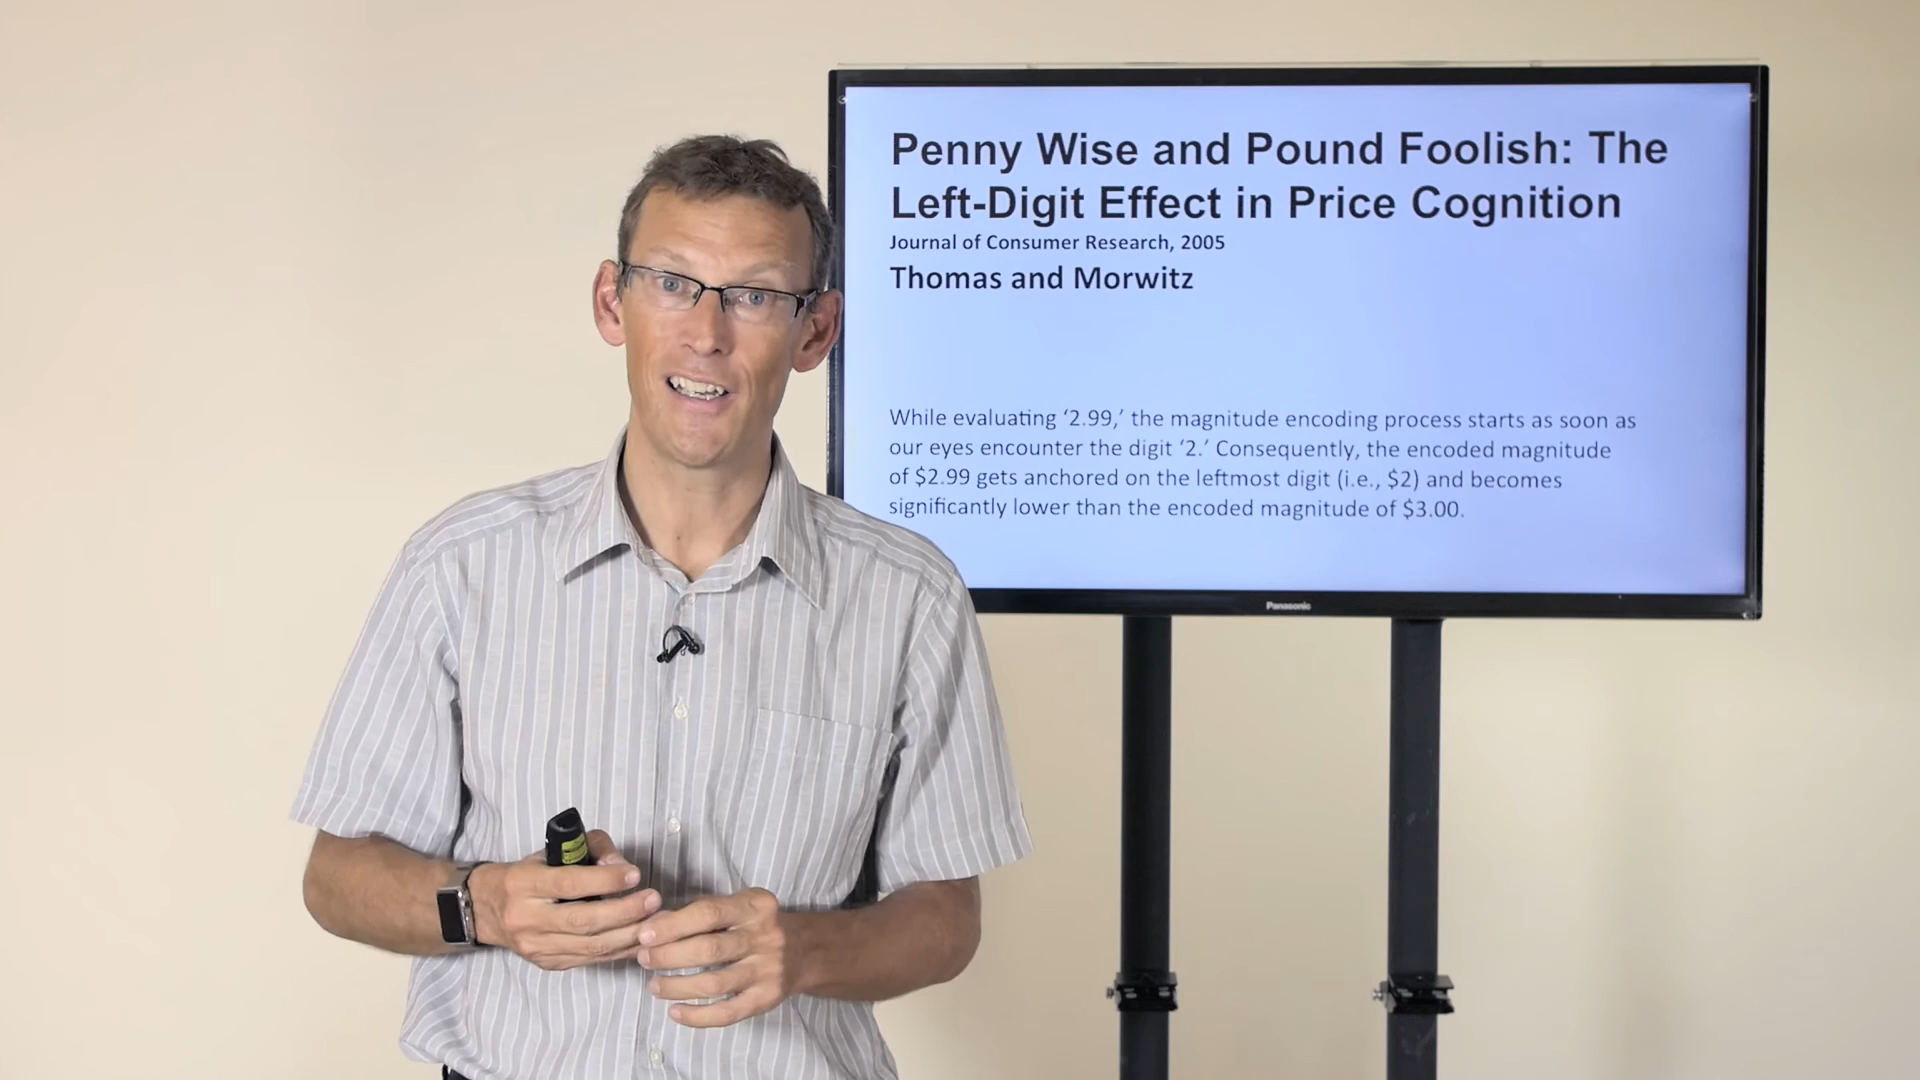 Penny Wise and Pound Foolish: The
Left-Digit Effect in Price Cognition
Journal of Consumer Research, 2005
Thomas and Morwitz
While evaluating ‘2.99,’ the magnitude encoding process starts as soon as
our eyes encounter the digit ‘2.’ Consequently, the encoded magnitude
of $2.99 gets anchored on the leftmost digit (i.e., $2) and becomes
significantly lower than the encoded magnitude of $3.00.
Panasonic